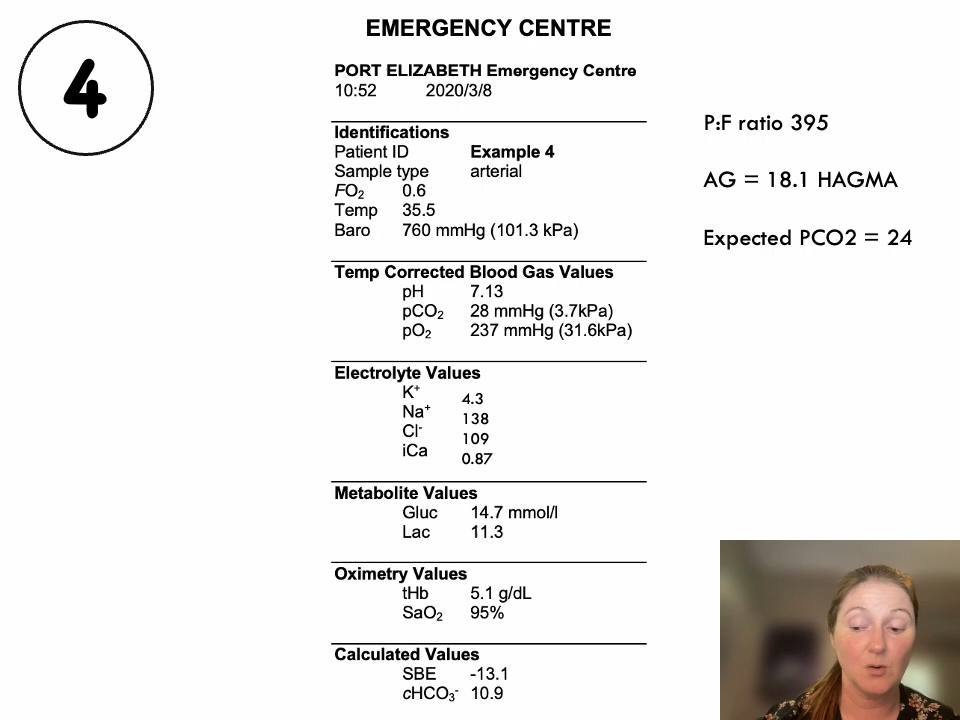 4
EMERGENCY CENTRE
PORT ELIZABETH Emergency Centre
10:52 2020/3/8
Identifications
Patient ID Example 4
Sample type arterial
FO₂ 0.6
Temp 35.5
Baro 760 mmHg (101.3 kPa)
Temp Corrected Blood Gas Values
pH 7.13
pCO₂ 28 mmHg (3.7kPa)
pO₂ 237 mmHg (31.6kPa)
Electrolyte Values
K⁺ 4.3
Na⁺ 138
Cl⁻ 109
iCa 0.87
Metabolite Values
Gluc 14.7 mmol/l
Lac 11.3
Oximetry Values
tHb 5.1 g/dL
SaO₂ 95%
Calculated Values
SBE -13.1
cHCO₃⁻ 10.9
P:F ratio 395
AG = 18.1 HAGMA
Expected PCO2 = 24